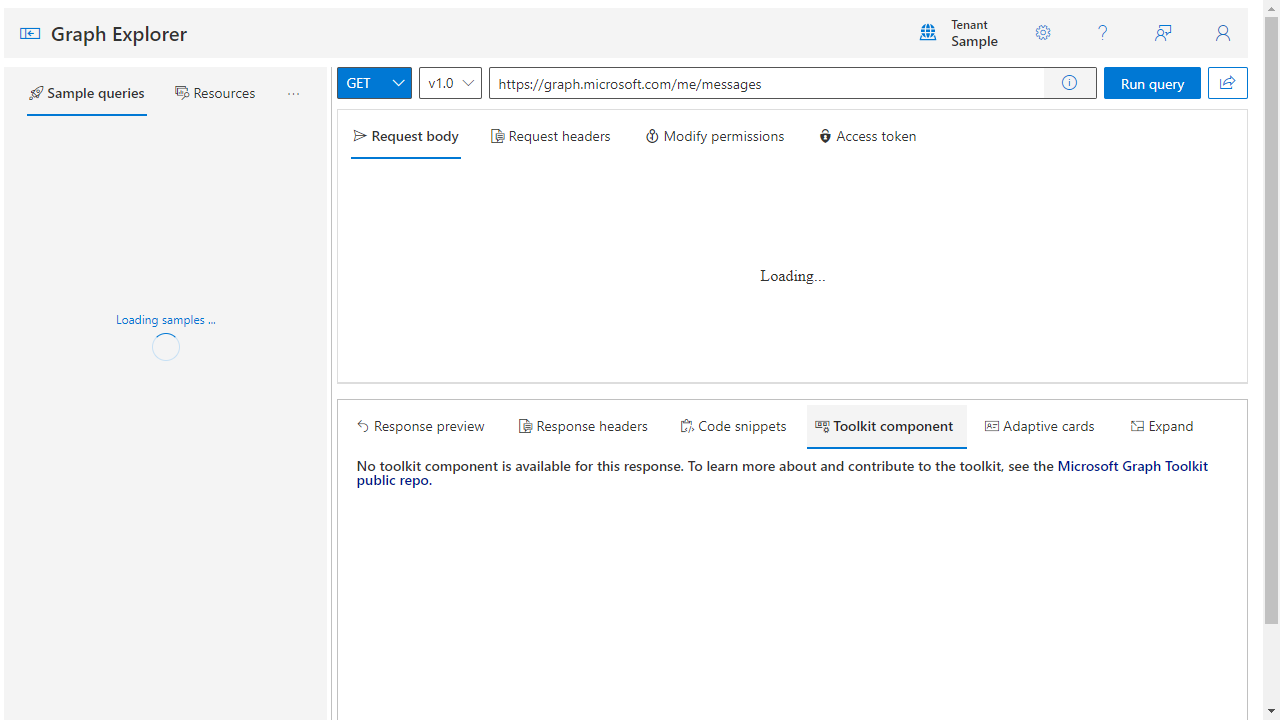 Graph Explorer
Tenant
Sample
Sample queries
Resources
Loading samples ...
GET
v1.0
https://graph.microsoft.com/me/messages
Run query
Request body
Request headers
Modify permissions
Access token
Loading...
Response preview
Response headers
Code snippets
Toolkit component
Adaptive cards
Expand
No toolkit component is available for this response. To learn more about and contribute to the toolkit, see the Microsoft Graph Toolkit
public repo.